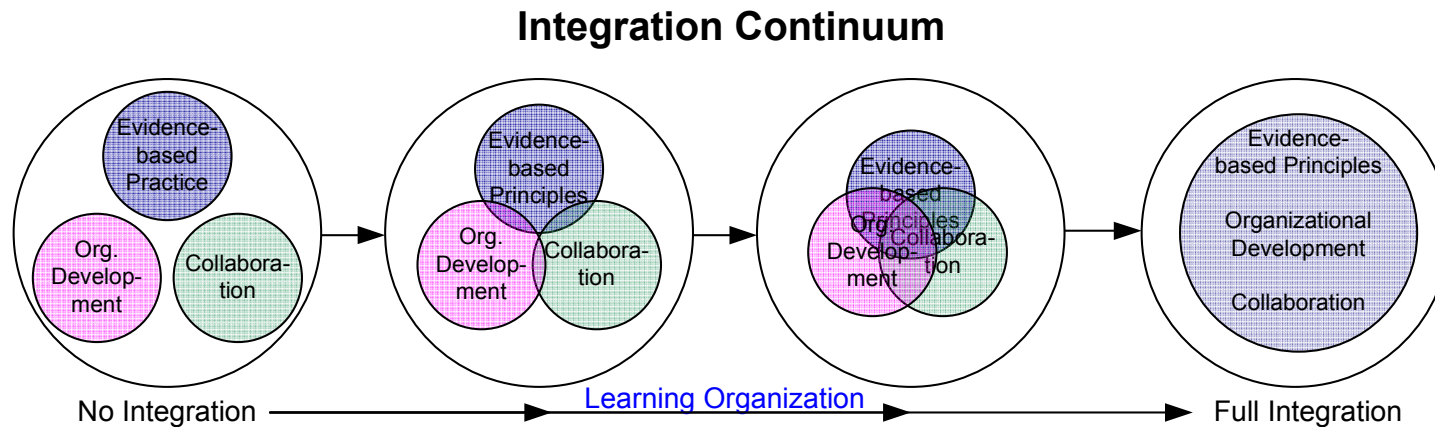 Integration Continuum
Evidence-
based
Practice
Org.
Develop-
ment
Collabora-
tion
Evidence-
based
Principles
Org.
Develop-
ment
Collabora-
tion
Evidence-
based
Principles
Org.
Develop-
ment
Collabora-
tion
Evidence-
based Principles
Organizational
Development
Collaboration
No Integration
Learning Organization
Full Integration